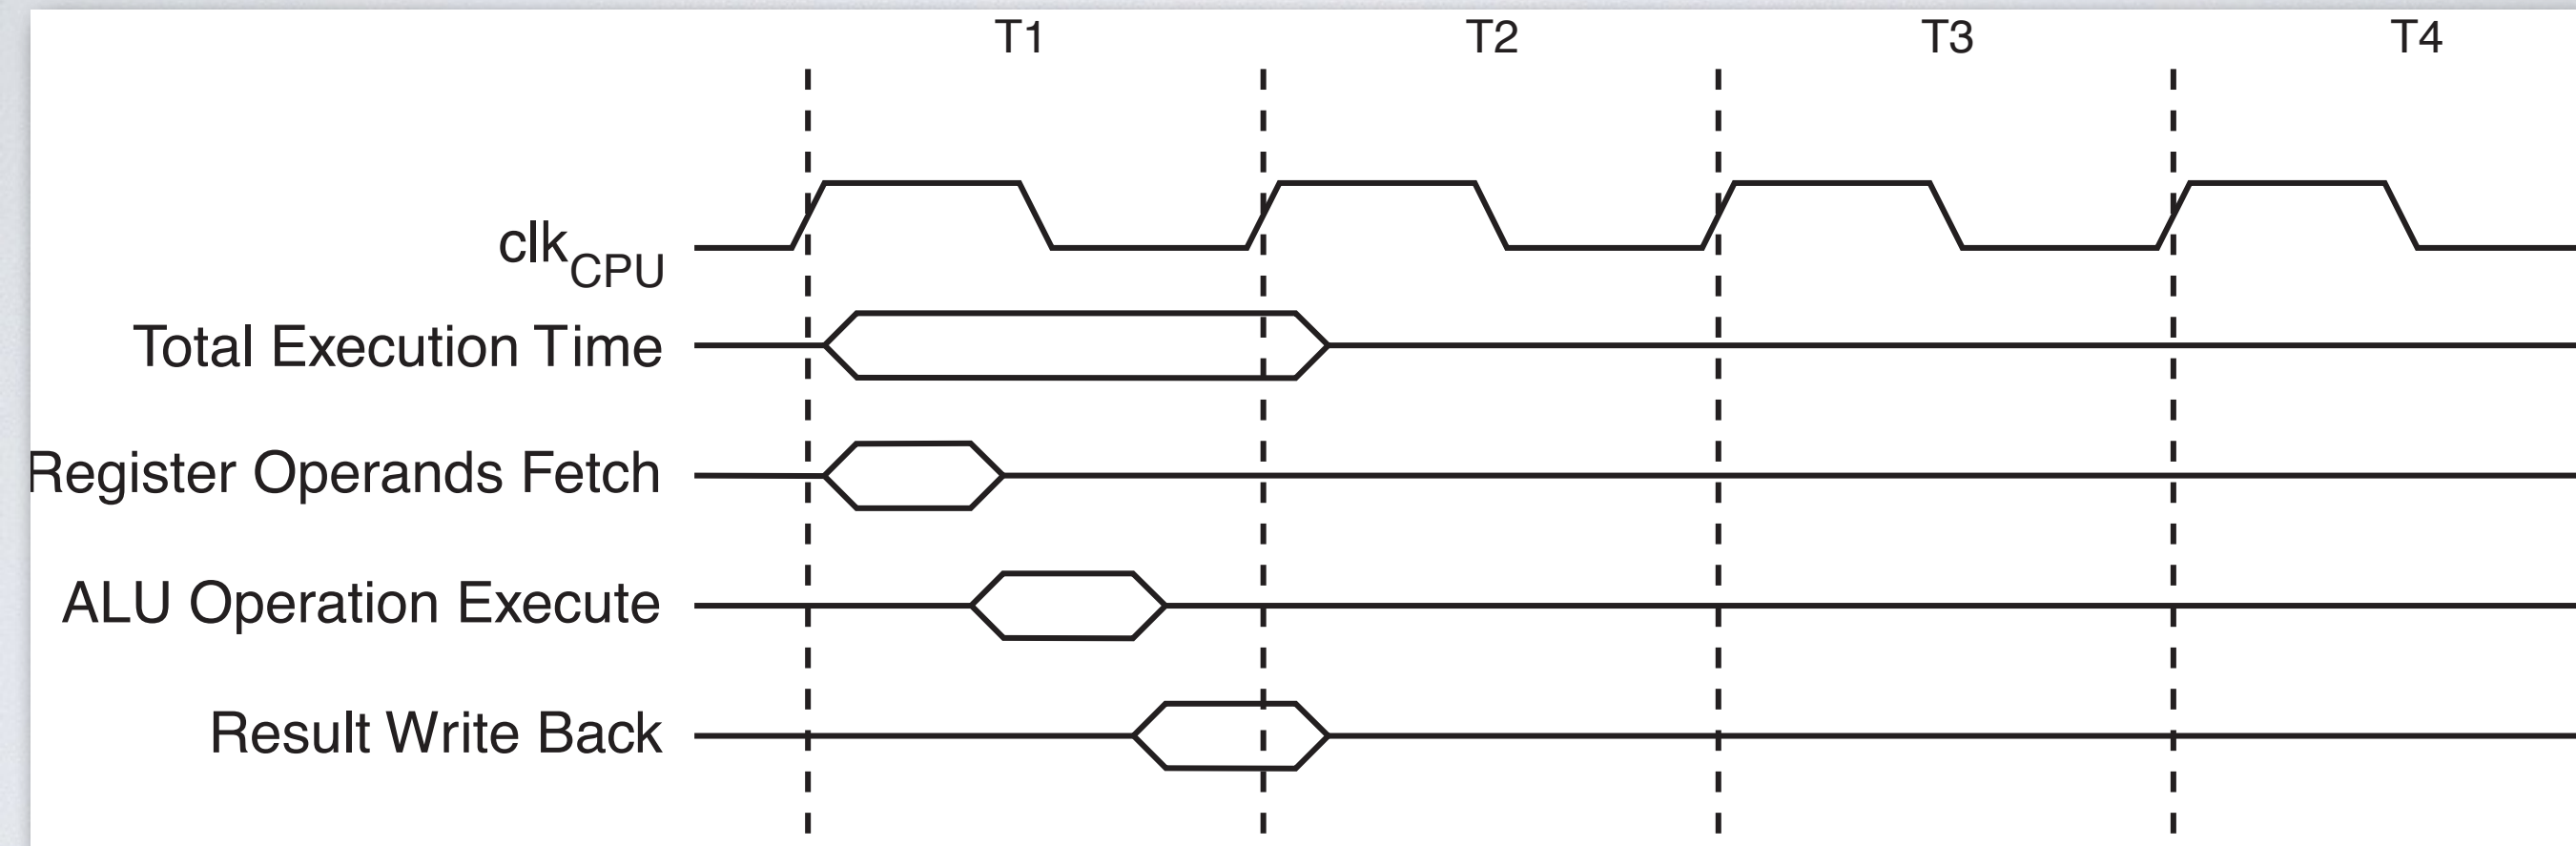 T1 T2 T3 T4
clkCPU
Total Execution Time
Register Operands Fetch
ALU Operation Execute
Result Write Back